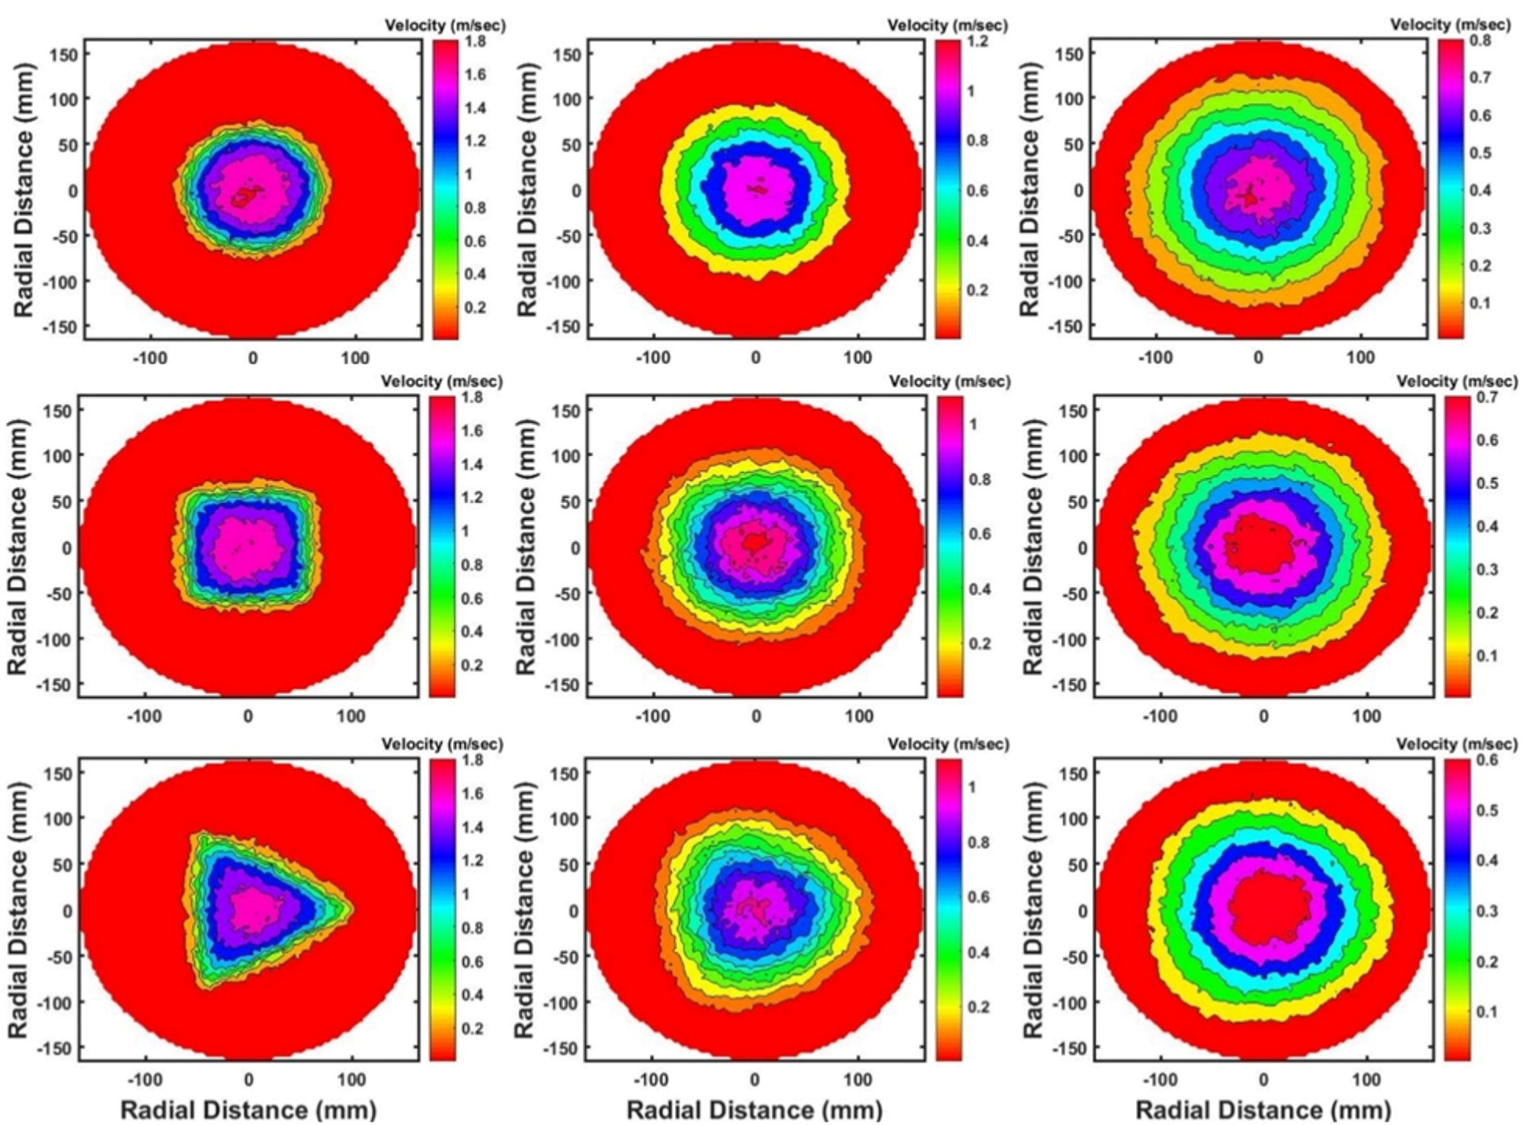 Velocity (m/sec) Velocity (m/sec) Velocity (m/sec)
150 1.8 150 1.2 150 0.8
1.6 0.7
100 1.4 100 1 100 0.6
50 1.2 50 0.8 50 0.5
Radial Distance (mm) 0 1 Radial Distance (mm) 0 0.6 Radial Distance (mm) 0 0.4
0.8
-50 0.6 -50 0.4 -50 0.3
-100 0.4 -100 0.2 -100 0.2
-150 0.2 -150 -150 0.1
-100 0 100 -100 0 100 -100 0 100
Velocity (m/sec) Velocity (m/sec) Velocity (m/sec)
150 1.8 150 1 150 0.7
1.6 0.6
100 1.4 100 0.8 100
50 1.2 50 50 0.5
Radial Distance (mm) 0 1 Radial Distance (mm) 0 0.6 Radial Distance (mm) 0 0.4
0.8 0.3
-50 0.6 -50 0.4 -50
-100 0.4 -100 0.2 -100 0.2
-150 0.2 -150 -150 0.1
-100 0 100 -100 0 100 -100 0 100
Velocity (m/sec) Velocity (m/sec) Velocity (m/sec)
150 1.8 150 1 150 0.6
1.6
100 1.4 100 0.8 100 0.5
50 1.2 50 50 0.4
Radial Distance (mm) 0 1 Radial Distance (mm) 0 0.6 Radial Distance (mm) 0 0.3
0.8
-50 0.6 -50 0.4 -50 0.2
-100 0.4 -100 0.2 -100 0.1
-150 0.2 -150 -150
-100 0 100 -100 0 100 -100 0 100
Radial Distance (mm) Radial Distance (mm) Radial Distance (mm)